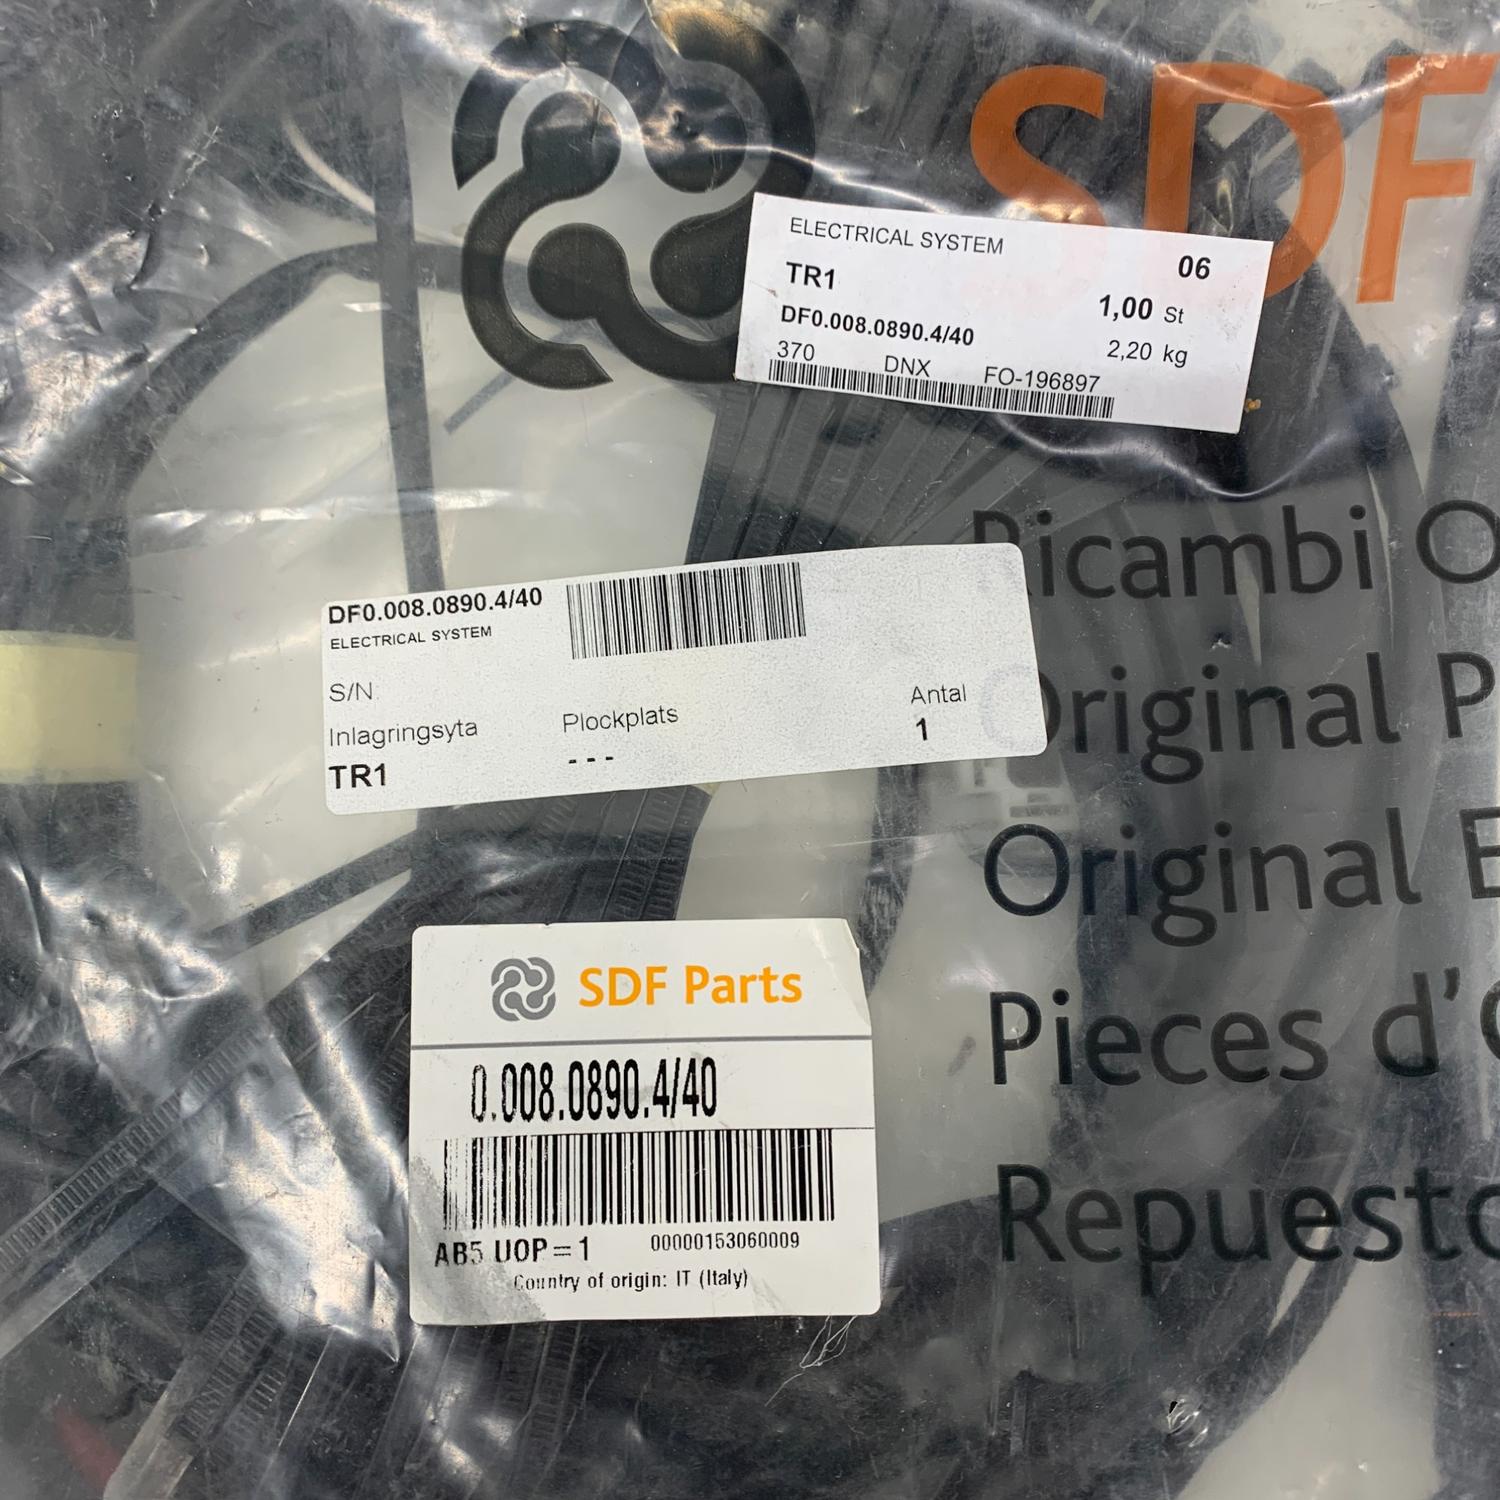 SDF
ELECTRICAL SYSTEM
06
TR1
1,00 St
DF0.008.0890.4/40
2,20 kg
370 DNX FO-196897
Ricambi O
Original P
Original E
Pieces d'
Repuesto
DF0.008.0890.4/40
ELECTRICAL SYSTEM
S/N:
Inlagringsyta Plockplats Antal
TR1 - - - 1
SDF Parts
0.008.0890.4/40
AB5 UOP=1 00000153060009
Country of origin: IT (Italy)